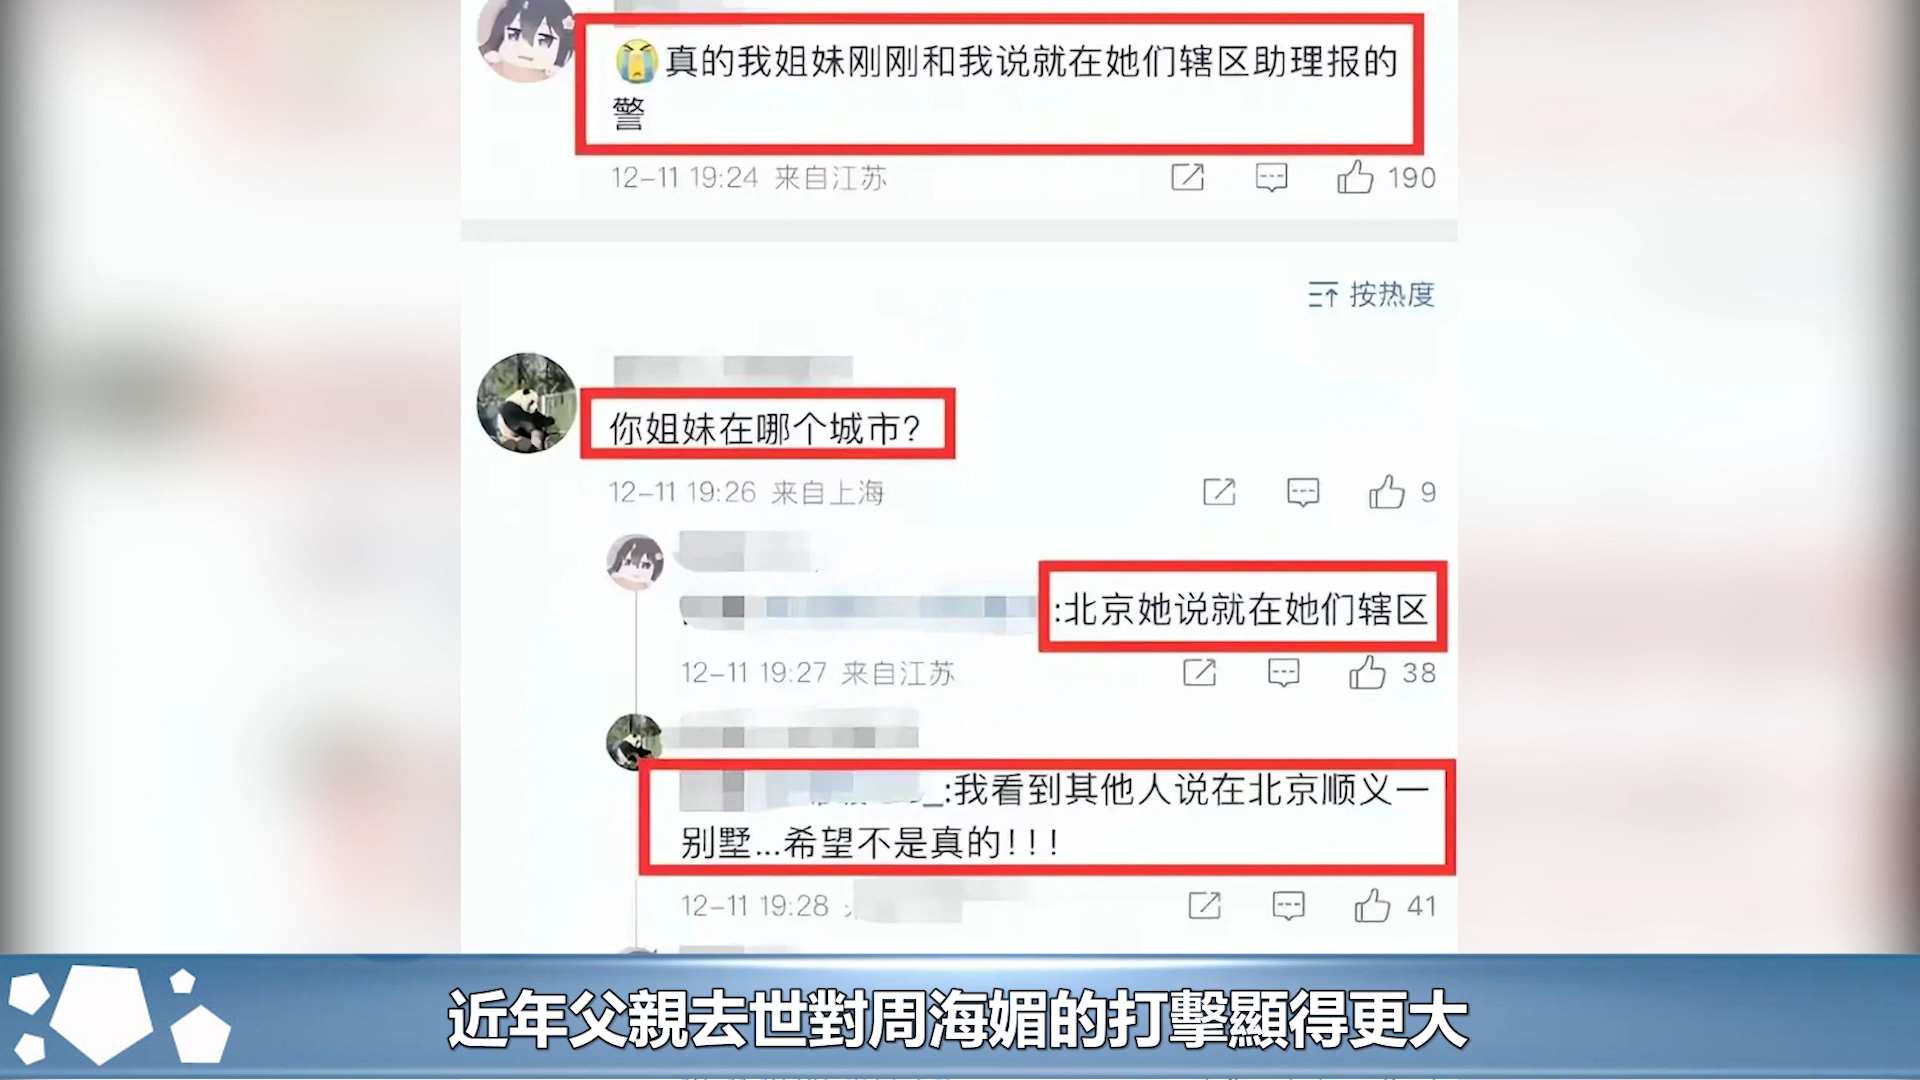 真的我姐妹刚刚和我说就在她们辖区助理报的
警
12-11 19:24 来自江苏
190
按热度
你姐妹在哪个城市?
12-11 19:26 来自上海
9
:北京她说就在她们辖区
12-11 19:27 来自江苏
38
_:我看到其他人说在北京顺义一
别墅...希望不是真的!!!
12-11 19:28
41
近年父親去世對周海媚的打擊顯得更大